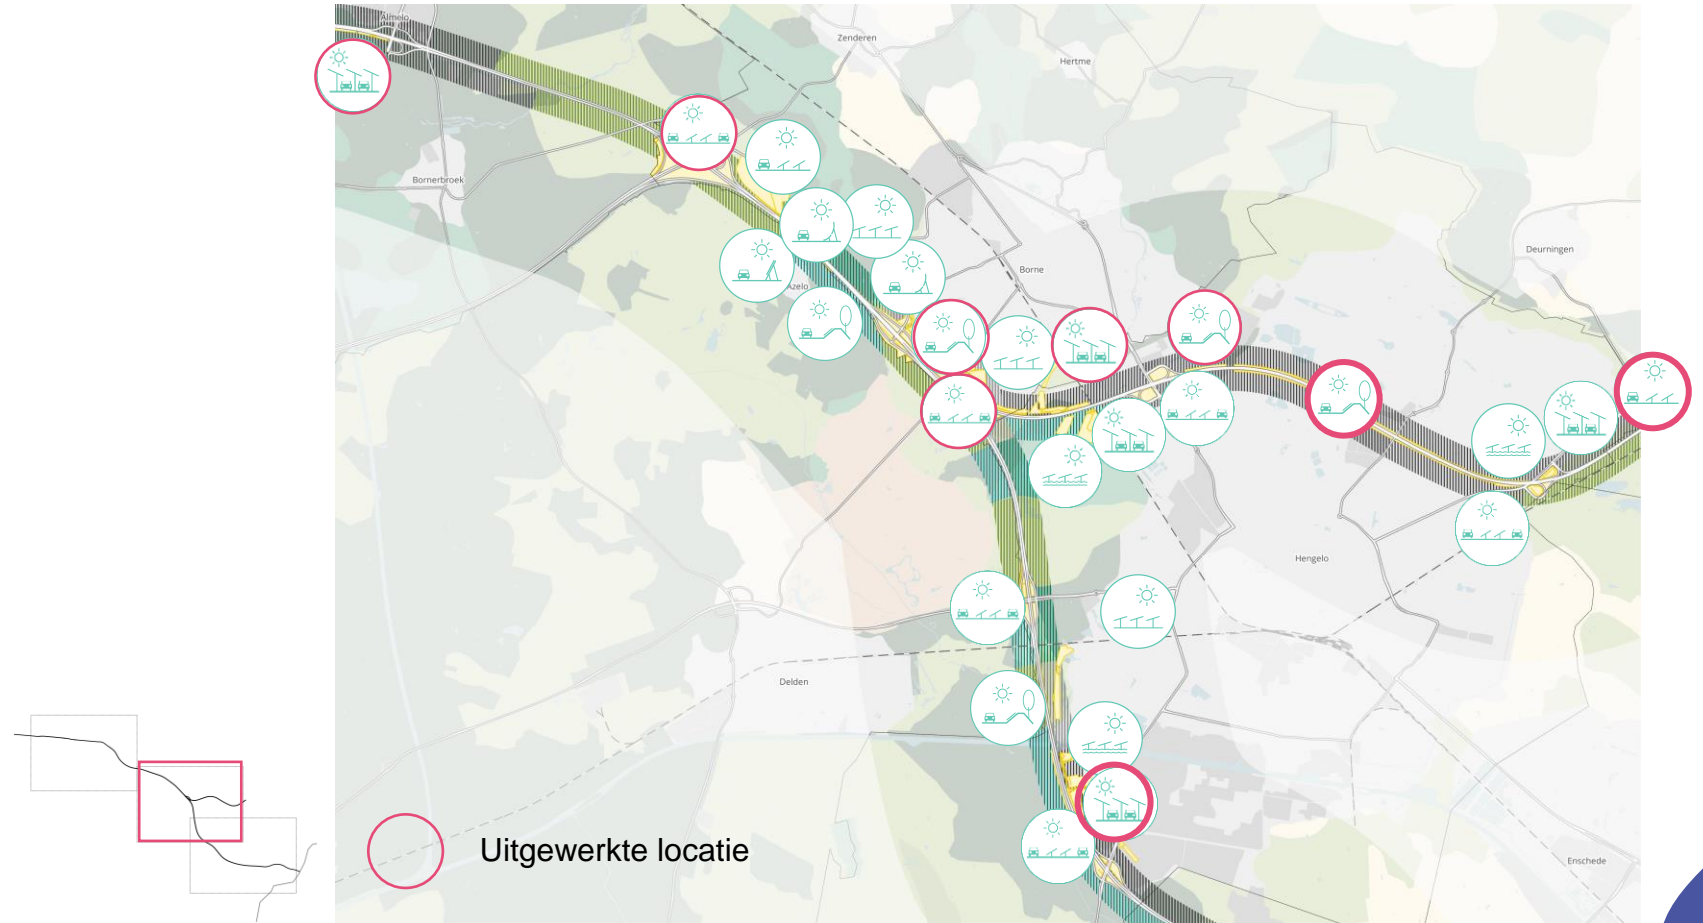 Almelo
Zenderen
Hertme
Bornerbroek
Deurningen
Borne
Azelo
Hengelo
Delden
Uitgewerkte locatie
Enschede